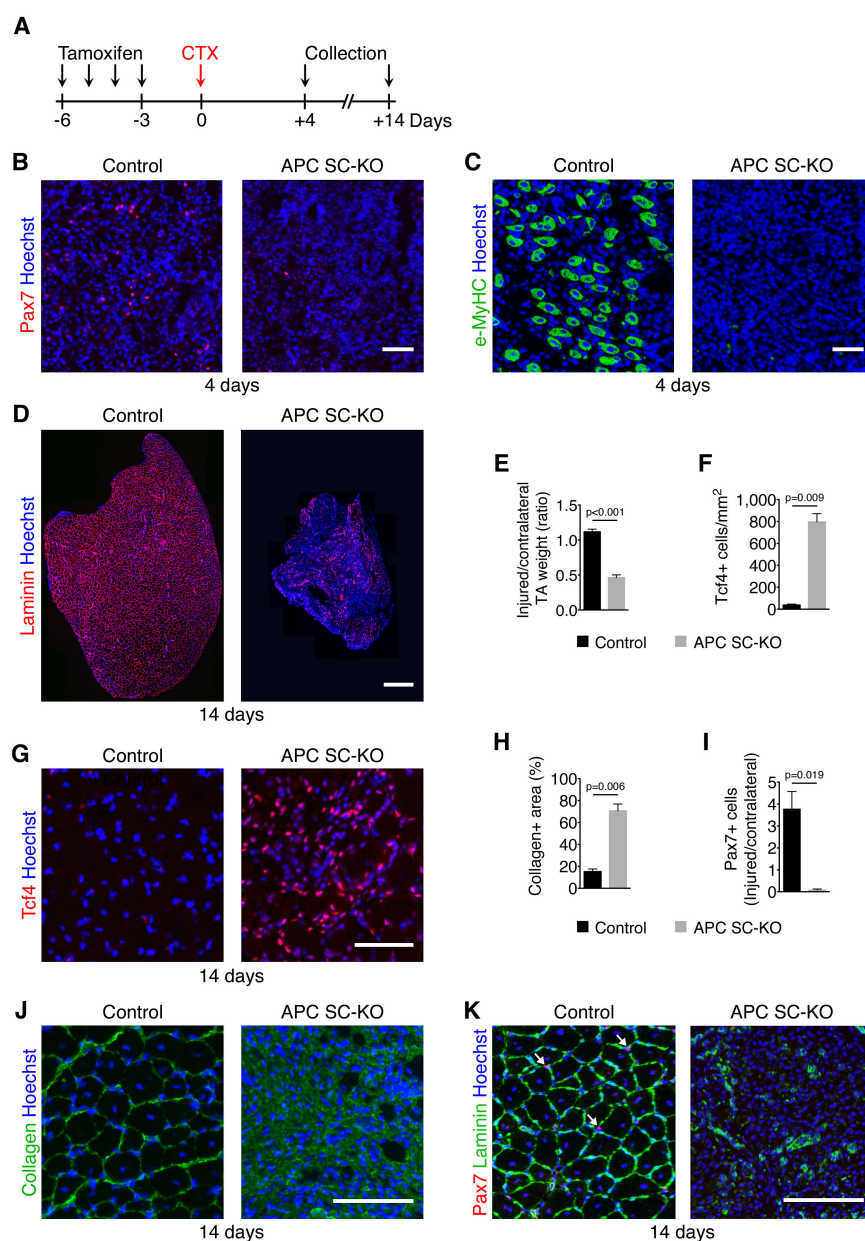 A
Tamoxifen CTX Collection
-6 -3 0 +4 +14 Days
B
Control APC SC-KO
Pax7 Hoechst
4 days
C
Control APC SC-KO
e-MyHC Hoechst
4 days
D
Control APC SC-KO
Laminin Hoechst
14 days
E
Injured/contralateral
TA weight (ratio)
1.5
1.0
0.5
0.0
p<0.001
F
Tcf4+ cells/mm²
1,000
800
600
400
200
0
p=0.009
Control APC SC-KO
G
Control APC SC-KO
Control
Tcf4 Hoechst
14 days
H
Collagen+ area (%)
100
80
60
40
20
0
p=0.006
I
Pax7+ cells
(Injured/contralateral)
5
4
3
2
1
0
p=0.019
Control APC SC-KO
J
Control APC SC-KO
Collagen Hoechst
14 days
K
Control APC SC-KO
Pax7 Laminin Hoechst
14 days